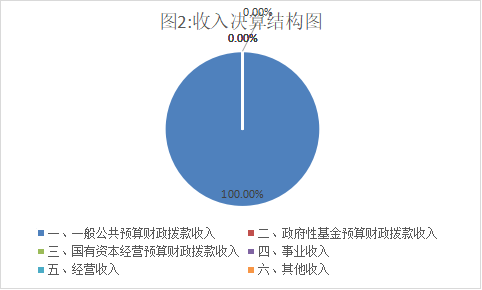 0.00%
图2:收入决算结构图
0.00%
100.00%
一、一般公共预算财政拨款收入
二、政府性基金预算财政拨款收入
三、国有资本经营预算财政拨款收入
四、事业收入
五、经营收入
六、其他收入